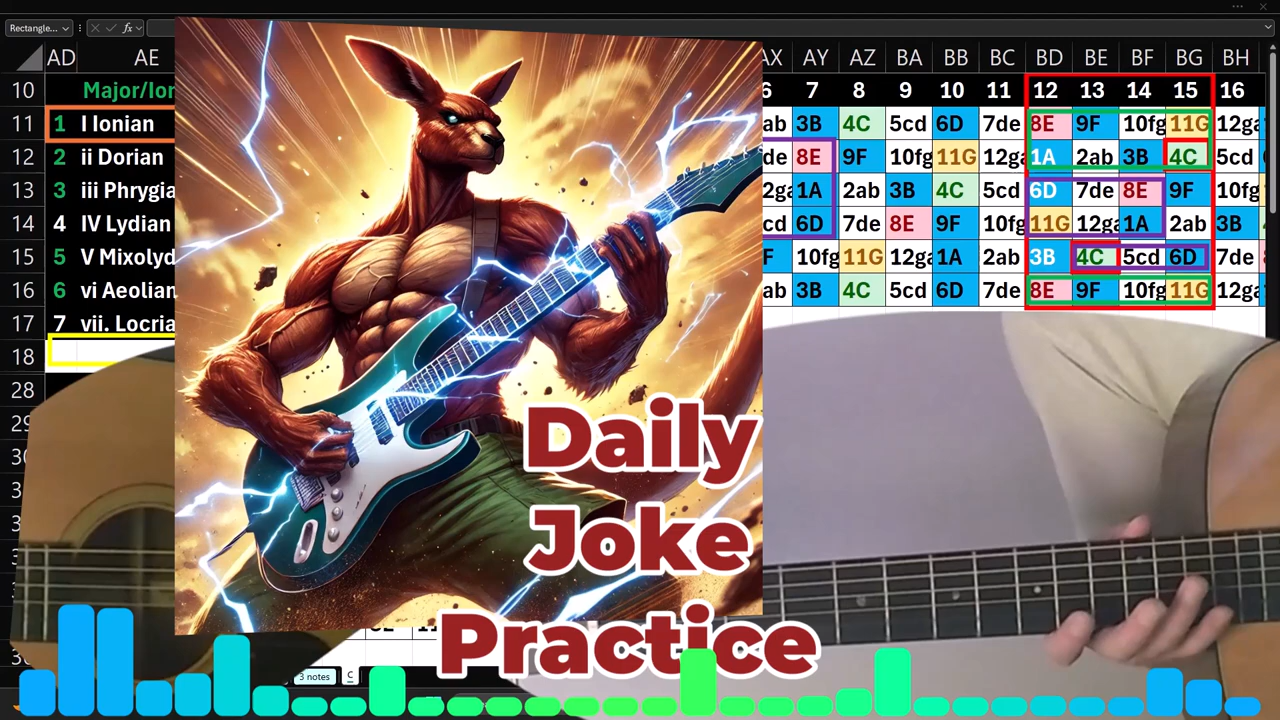 Rectangle... fx
AD AE AX AY AZ BA BB BC BD BE BF BG BH
10 Major/Ior 6 7 8 9 10 11 12 13 14 15 16
11 1 I Ionian ab 3B 4C 5cd 6D 7de 8E 9F 10fg 11G 12ga
12 2 ii Dorian de 8E 9F 10fg 11G 12ga 1A 2ab 3B 4C 5cd
13 3 iii Phrygia 2ga 1A 2ab 3B 4C 5cd 6D 7de 8E 9F 10fg
14 4 IV Lydian cd 6D 7de 8E 9F 10fg 11G 12ga 1A 2ab 3B
15 5 V Mixolyd F 10fg 11G 12ga 1A 2ab 3B 4C 5cd 6D 7de
16 6 vi Aeolian ab 3B 4C 5cd 6D 7de 8E 9F 10fg 11G 12ga
17 7 vii. Locria
18
28
29
Daily
Joke
Practice
3 notes C